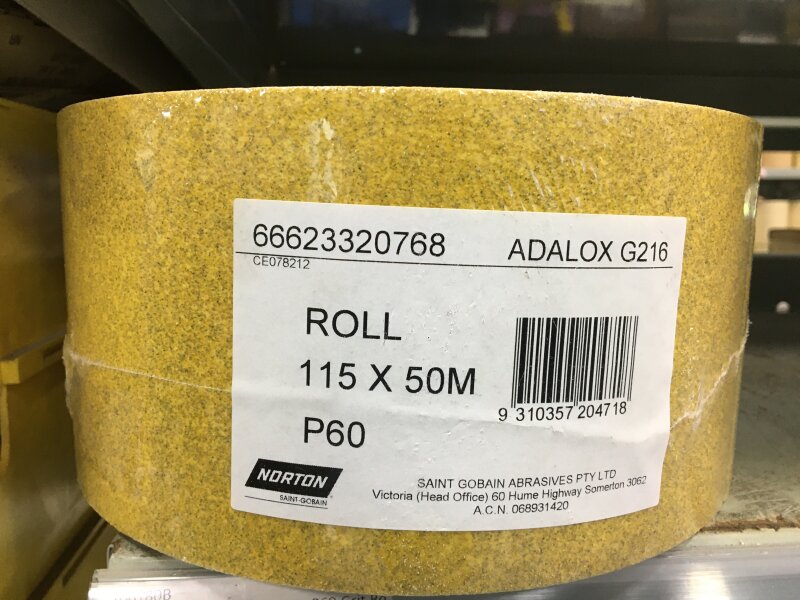 66623320768 ADALOX G216
CE078212
ROLL
115 X 50M
P60
9 310357 204718
NORTON
SAINT-GOBAIN
SAINT GOBAIN ABRASIVES PTY LTD
Victoria (Head Office) 60 Hume Highway Somerton 3062
A.C.N. 068931420